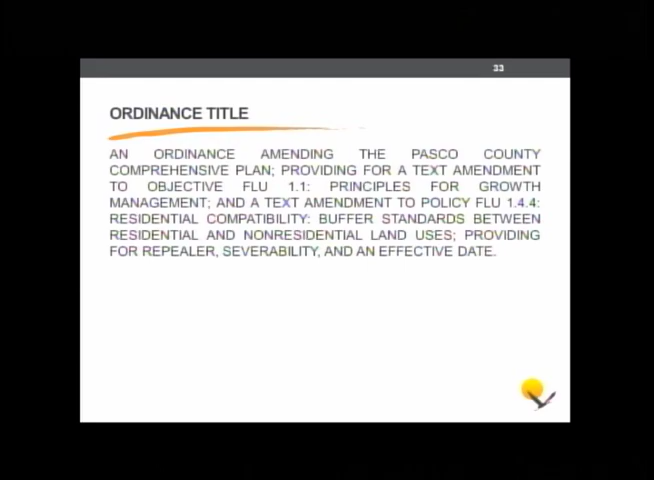 33
ORDINANCE TITLE
AN ORDINANCE AMENDING THE PASCO COUNTY
COMPREHENSIVE PLAN; PROVIDING FOR A TEXT AMENDMENT
TO OBJECTIVE FLU 1.1: PRINCIPLES FOR GROWTH
MANAGEMENT; AND A TEXT AMENDMENT TO POLICY FLU 1.4.4:
RESIDENTIAL COMPATIBILITY: BUFFER STANDARDS BETWEEN
RESIDENTIAL AND NONRESIDENTIAL LAND USES; PROVIDING
FOR REPEALER, SEVERABILITY, AND AN EFFECTIVE DATE.